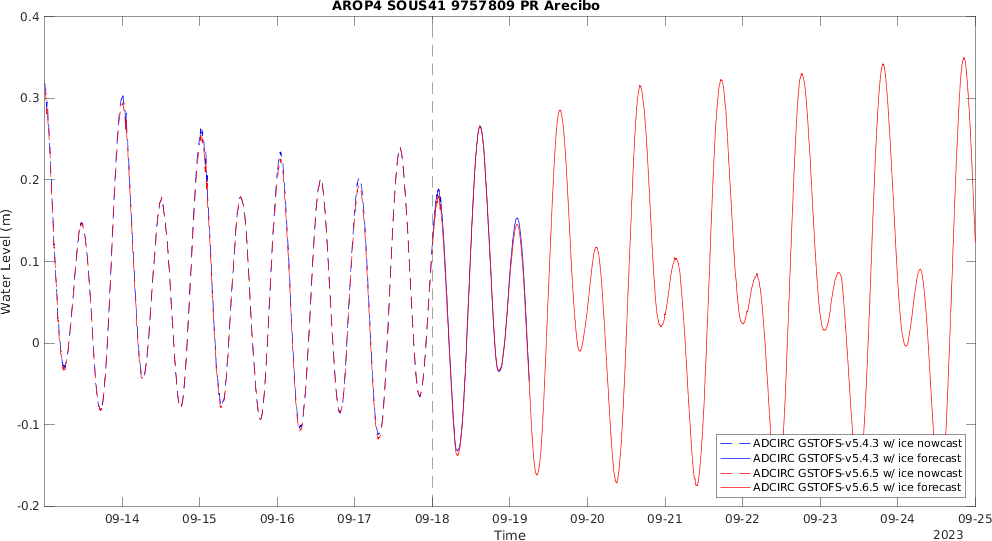 AROP4 SOUS41 9757809 PR Arecibo
0.4
0.3
0.2
0.1
0
-0.1
-0.2
Water Level (m)
ADCIRC GSTOFS-v5.4.3 w/ ice nowcast
ADCIRC GSTOFS-v5.4.3 w/ ice forecast
ADCIRC GSTOFS-v5.6.5 w/ ice nowcast
ADCIRC GSTOFS-v5.6.5 w/ ice forecast
09-14 09-15 09-16 09-17 09-18 09-19 09-20 09-21 09-22 09-23 09-24 09-25
Time
2023